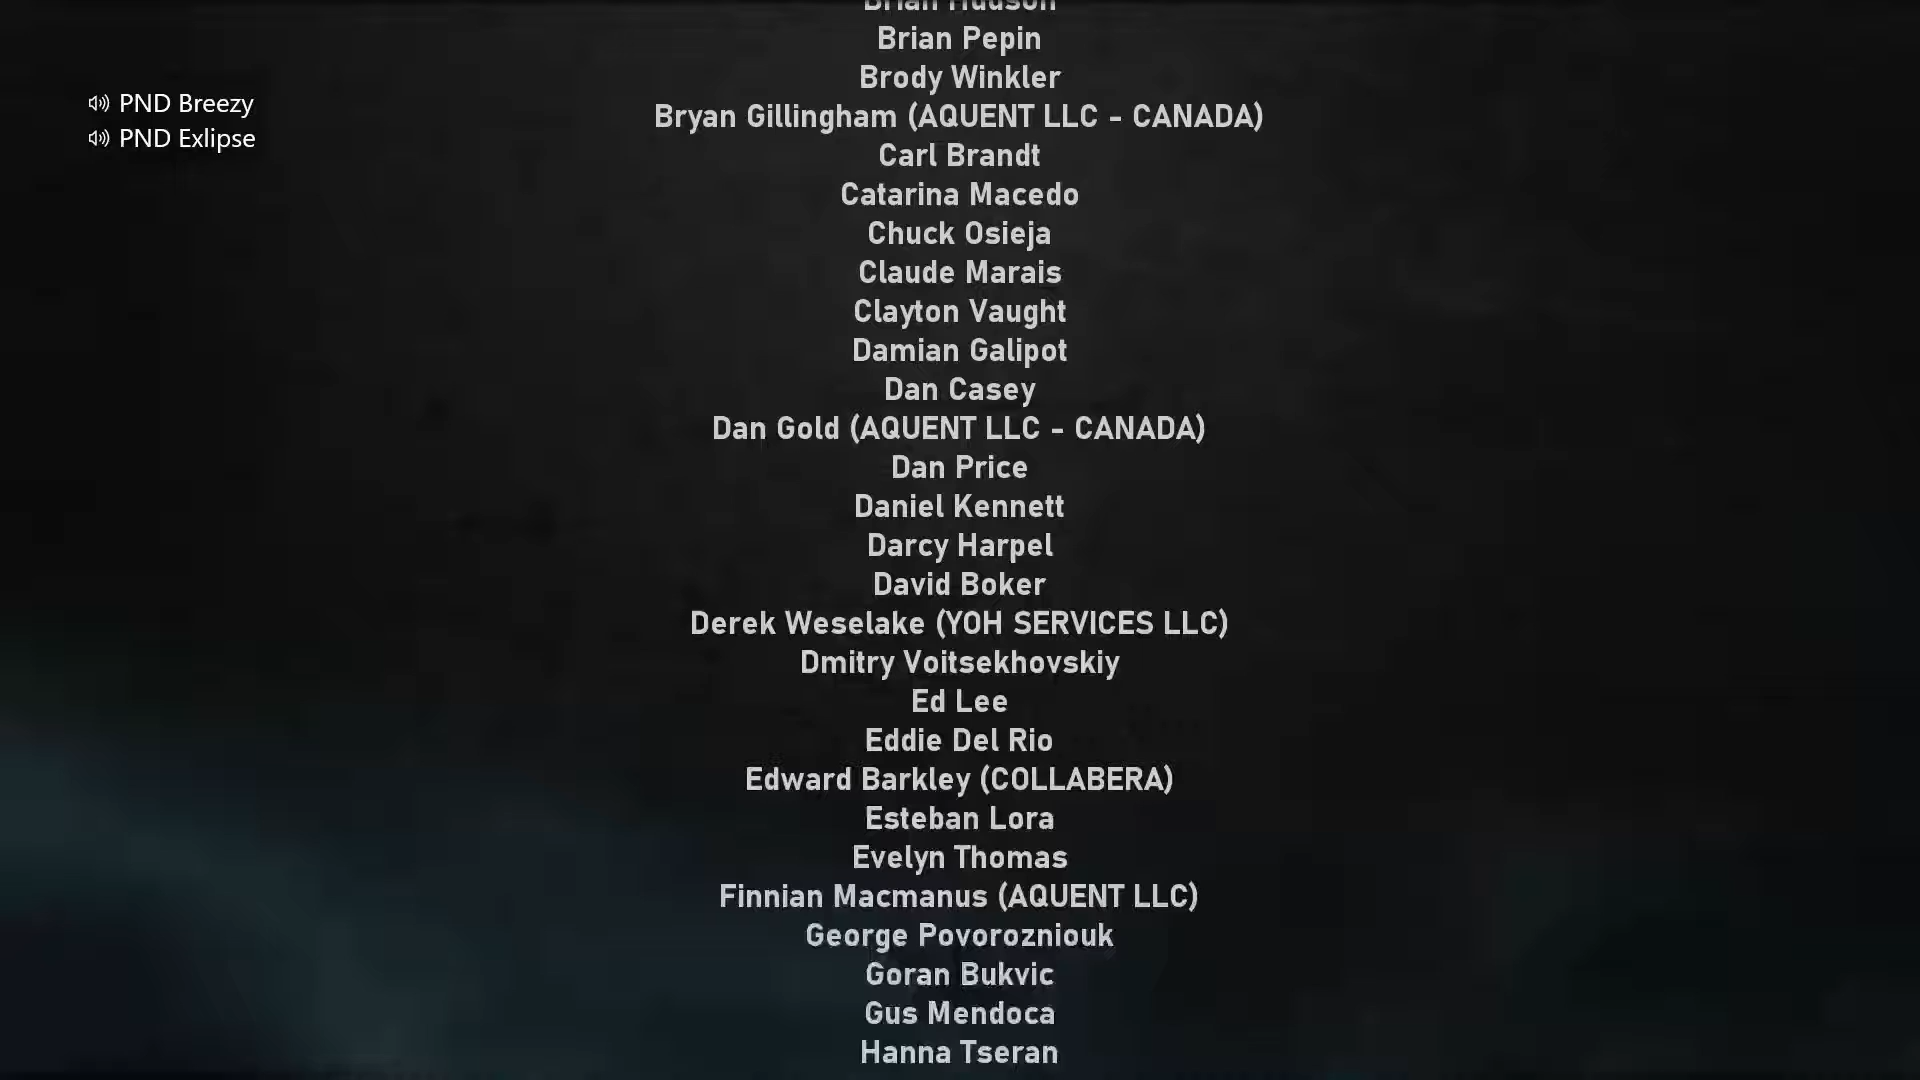 Brian Hudson
Brian Pepin
Brody Winkler
PND Breezy
Bryan Gillingham (AQUENT LLC - CANADA)
PND Exlipse
Carl Brandt
Catarina Macedo
Chuck Osieja
Claude Marais
Clayton Vaught
Damian Galipot
Dan Casey
Dan Gold (AQUENT LLC - CANADA)
Dan Price
Daniel Kennett
Darcy Harpel
David Boker
Derek Weselake (YOH SERVICES LLC)
Dmitry Voitsekhovskiy
Ed Lee
Eddie Del Rio
Edward Barkley (COLLABERA)
Esteban Lora
Evelyn Thomas
Finnian Macmanus (AQUENT LLC)
George Povorozniouk
Goran Bukvic
Gus Mendoca
Hanna Tseran